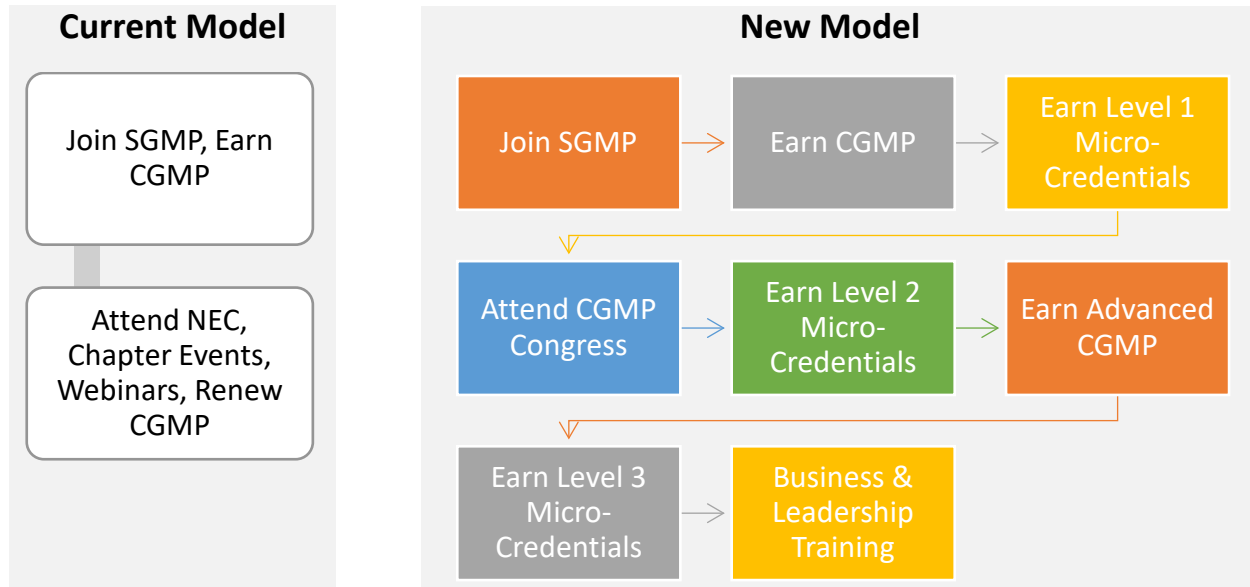 Current Model
Join SGMP, Earn
CGMP
Attend NEC,
Chapter Events,
Webinars, Renew
CGMP
New Model
Join SGMP
Earn CGMP
Earn Level 1
Micro-
Credentials
Attend CGMP
Congress
Earn Level 2
Micro-
Credentials
Earn Advanced
CGMP
Earn Level 3
Micro-
Credentials
Business &
Leadership
Training